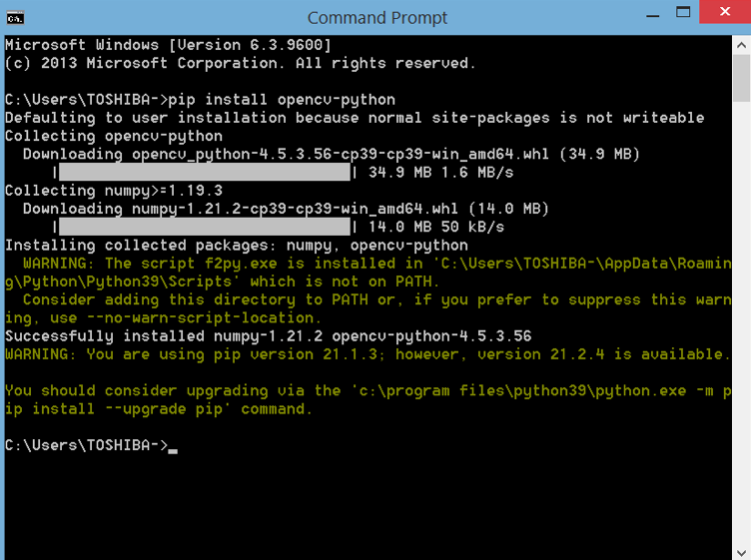 Command Prompt
Microsoft Windows [Version 6.3.9600]
(c) 2013 Microsoft Corporation. All rights reserved.
C:\Users\TOSHIBA->pip install opencv-python
Defaulting to user installation because normal site-packages is not writeable
Collecting opencv-python
  Downloading opencv_python-4.5.3.56-cp39-cp39-win_amd64.whl (34.9 MB)
     |                                | 34.9 MB 1.6 MB/s
Collecting numpy>=1.19.3
  Downloading numpy-1.21.2-cp39-cp39-win_amd64.whl (14.0 MB)
     |                                | 14.0 MB 50 kB/s
Installing collected packages: numpy, opencv-python
  WARNING: The script f2py.exe is installed in 'C:\Users\TOSHIBA-\AppData\Roamin
g\Python\Python39\Scripts' which is not on PATH.
  Consider adding this directory to PATH or, if you prefer to suppress this warn
ing, use --no-warn-script-location.
Successfully installed numpy-1.21.2 opencv-python-4.5.3.56
WARNING: You are using pip version 21.1.3; however, version 21.2.4 is available.
You should consider upgrading via the 'c:\program files\python39\python.exe -m p
ip install --upgrade pip' command.
C:\Users\TOSHIBA->_